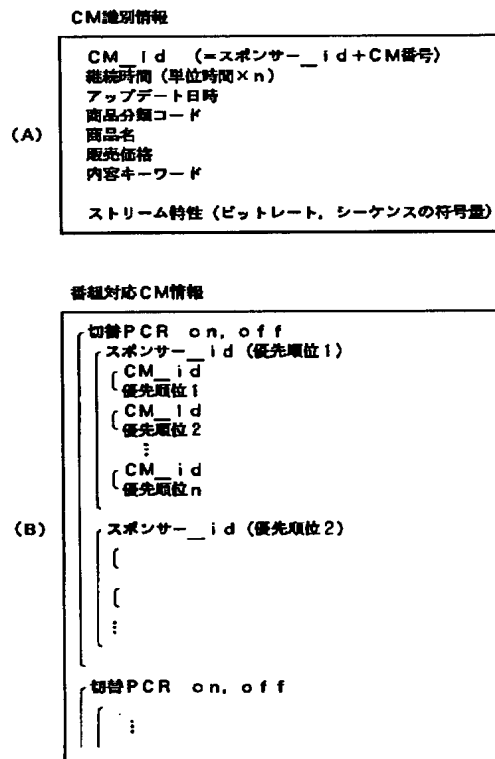 CM識別情報
(A)
CM__id (=スポンサー__id+CM番号)
継続時間(単位時間×n)
アップデート日時
商品分類コード
商品名
販売価格
内容キーワード
ストリーム特性(ビットレート,シーケンスの符号量)
番組対応CM情報
(B)
切替PCR on, off
スポンサー__id(優先順位1)
CM__id
優先順位1
CM__id
優先順位2
⋮
CM__id
優先順位n
スポンサー__id(優先順位2)
⋮
切替PCR on, off
⋮